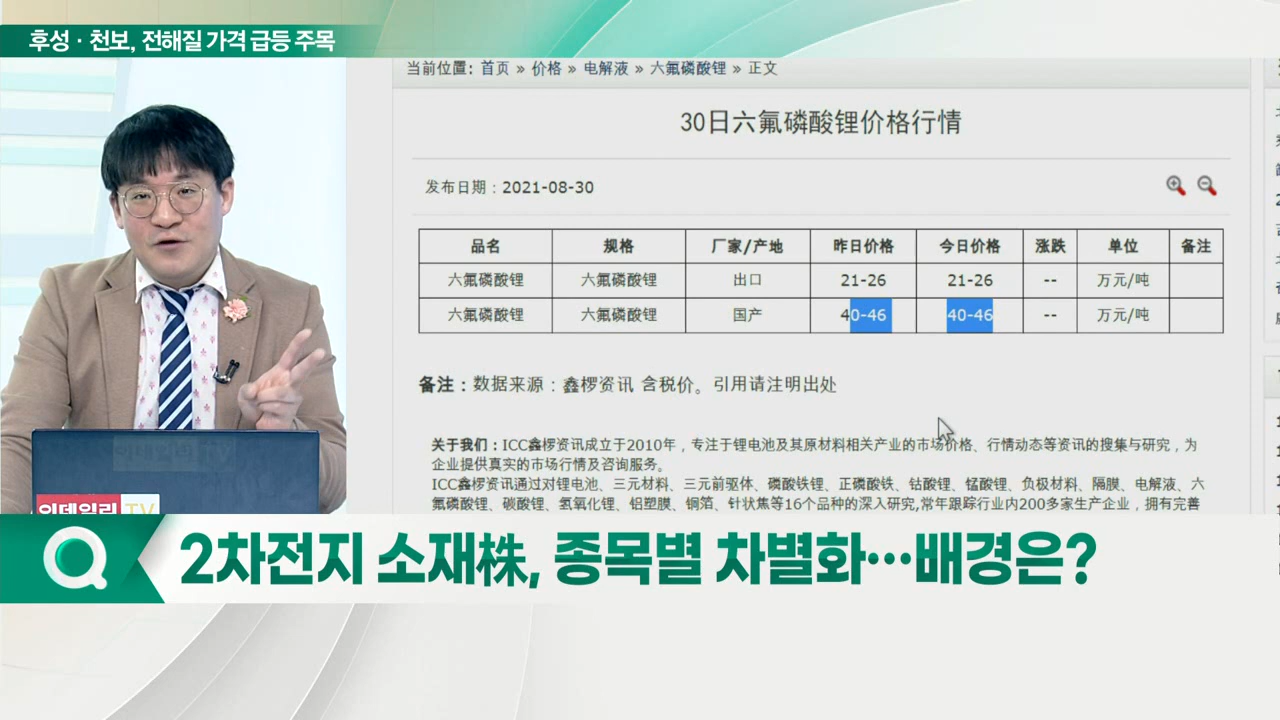 후성·천보, 전해질 가격 급등 주목
当前位置: 首页 » 价格 » 电解液 » 六氟磷酸锂 » 正文
30日六氟磷酸锂价格行情
发布日期：2021-08-30
品名 规格 厂家/产地 昨日价格 今日价格 涨跌 单位 备注
六氟磷酸锂 六氟磷酸锂 出口 21-26 21-26 -- 万元/吨
六氟磷酸锂 六氟磷酸锂 国产 40-46 40-46 -- 万元/吨
备注：数据来源：鑫椤资讯 含税价。引用请注明出处
关于我们：ICC鑫椤资讯成立于2010年，专注于锂电池及其原材料相关产业的市场价格、行情动态等资讯的搜集与研究，为
企业提供真实的市场行情及咨询服务。
ICC鑫椤资讯通过对锂电池、三元材料、三元前驱体、磷酸铁锂、正磷酸铁、钴酸锂、锰酸锂、负极材料、隔膜、电解液、六
氟磷酸锂、碳酸锂、氢氧化锂、铝塑膜、铜箔、针状焦等16个品种的深入研究,常年跟踪行业内200多家生产企业，拥有完善
이데일리 TV
이데일리 TV
2차전지 소재株, 종목별 차별화…배경은?